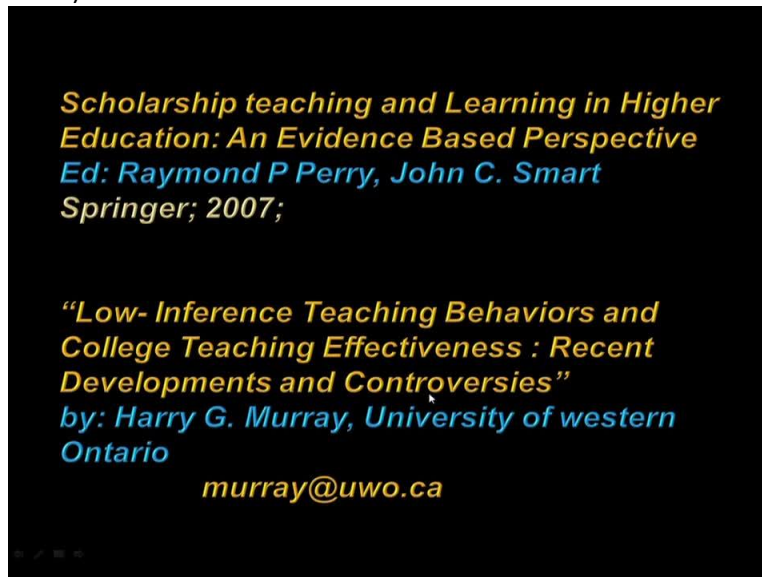 Scholarship teaching and Learning in Higher
Education: An Evidence Based Perspective
Ed: Raymond P Perry, John C. Smart
Springer; 2007;
“Low- Inference Teaching Behaviors and
College Teaching Effectiveness : Recent
Developments and Controversies”
by: Harry G. Murray, University of western
Ontario
murray@uwo.ca